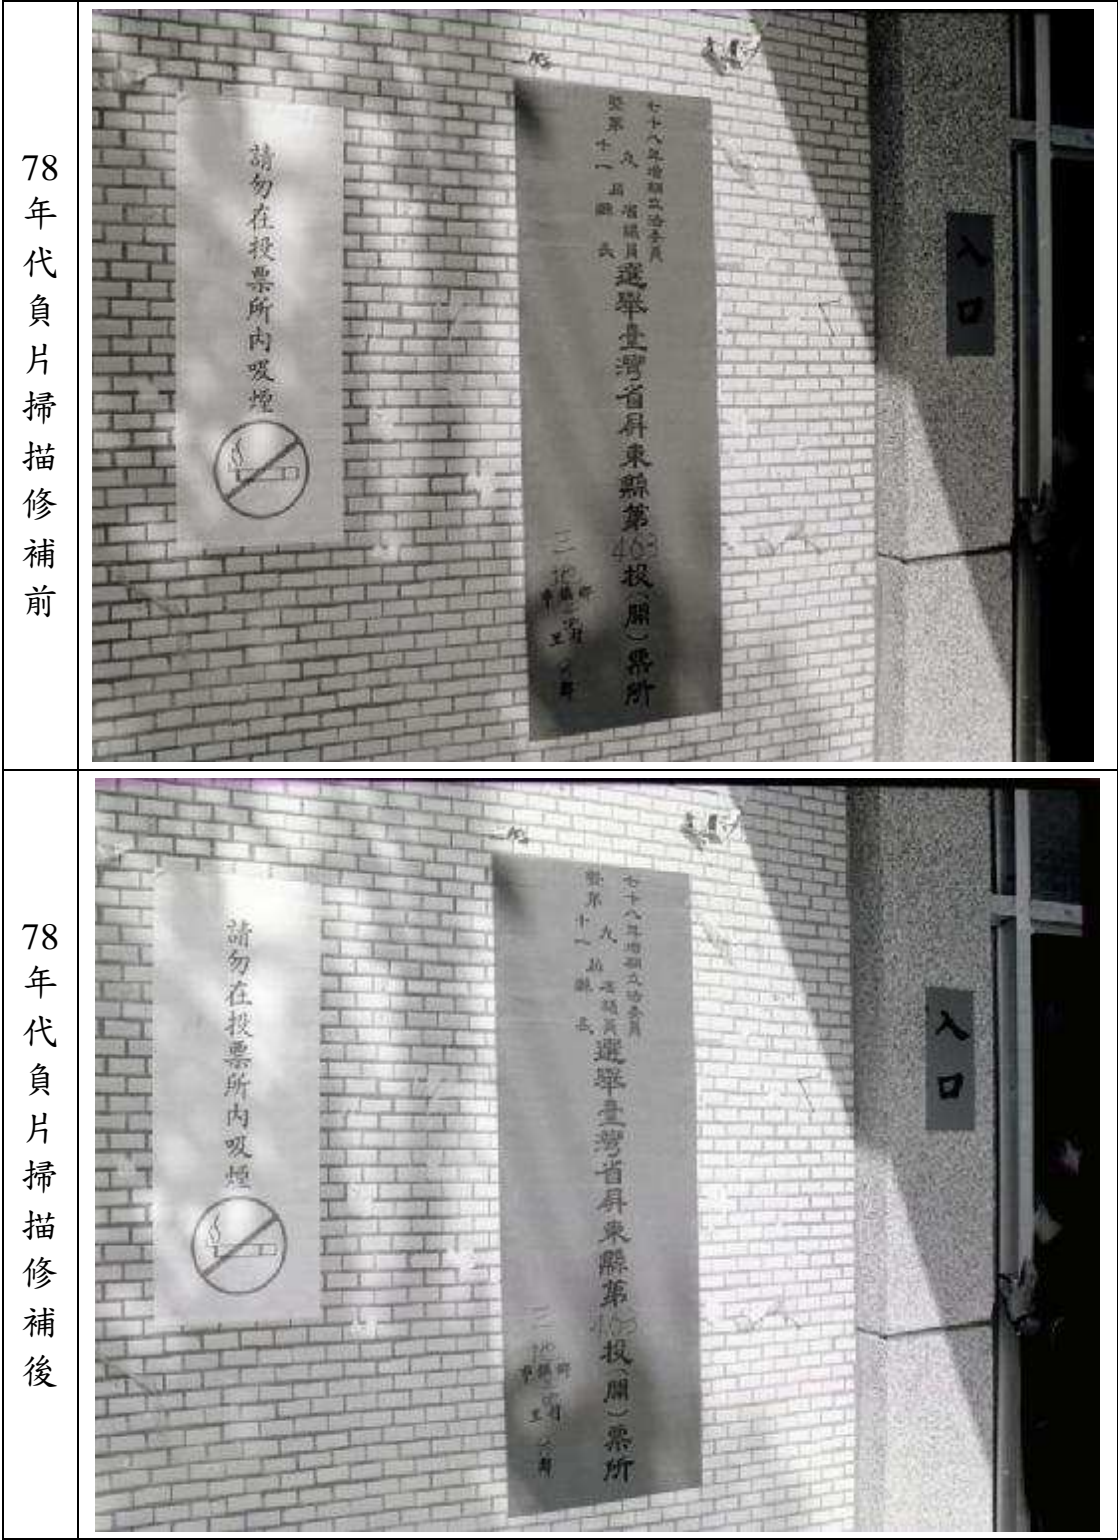 78年代負片掃描修補前
請勿在投票所內吸煙
七十八年增額立法委員
第九屆省議員
暨第十一屆縣長
選舉臺灣省屏東縣第投(開)票所
鄉鎮
入口
78年代負片掃描修補後
請勿在投票所內吸煙
七十八年增額立法委員
第九屆省議員
暨第十一屆縣長
選舉臺灣省屏東縣第投(開)票所
鄉鎮
入口